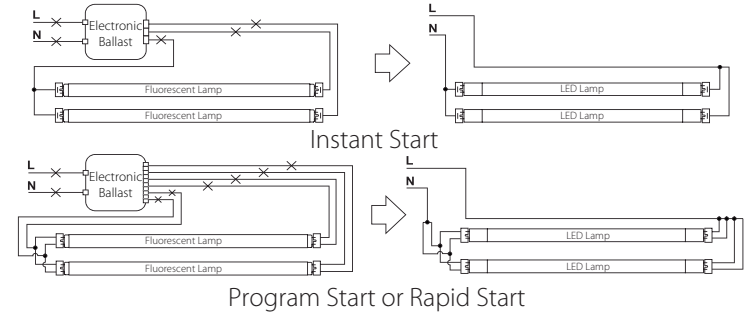 L
N
Electronic
Ballast
Fluorescent Lamp
Fluorescent Lamp
L
N
LED Lamp
LED Lamp
Instant Start
L
N
Electronic
Ballast
Fluorescent Lamp
Fluorescent Lamp
L
N
LED Lamp
LED Lamp
Program Start or Rapid Start